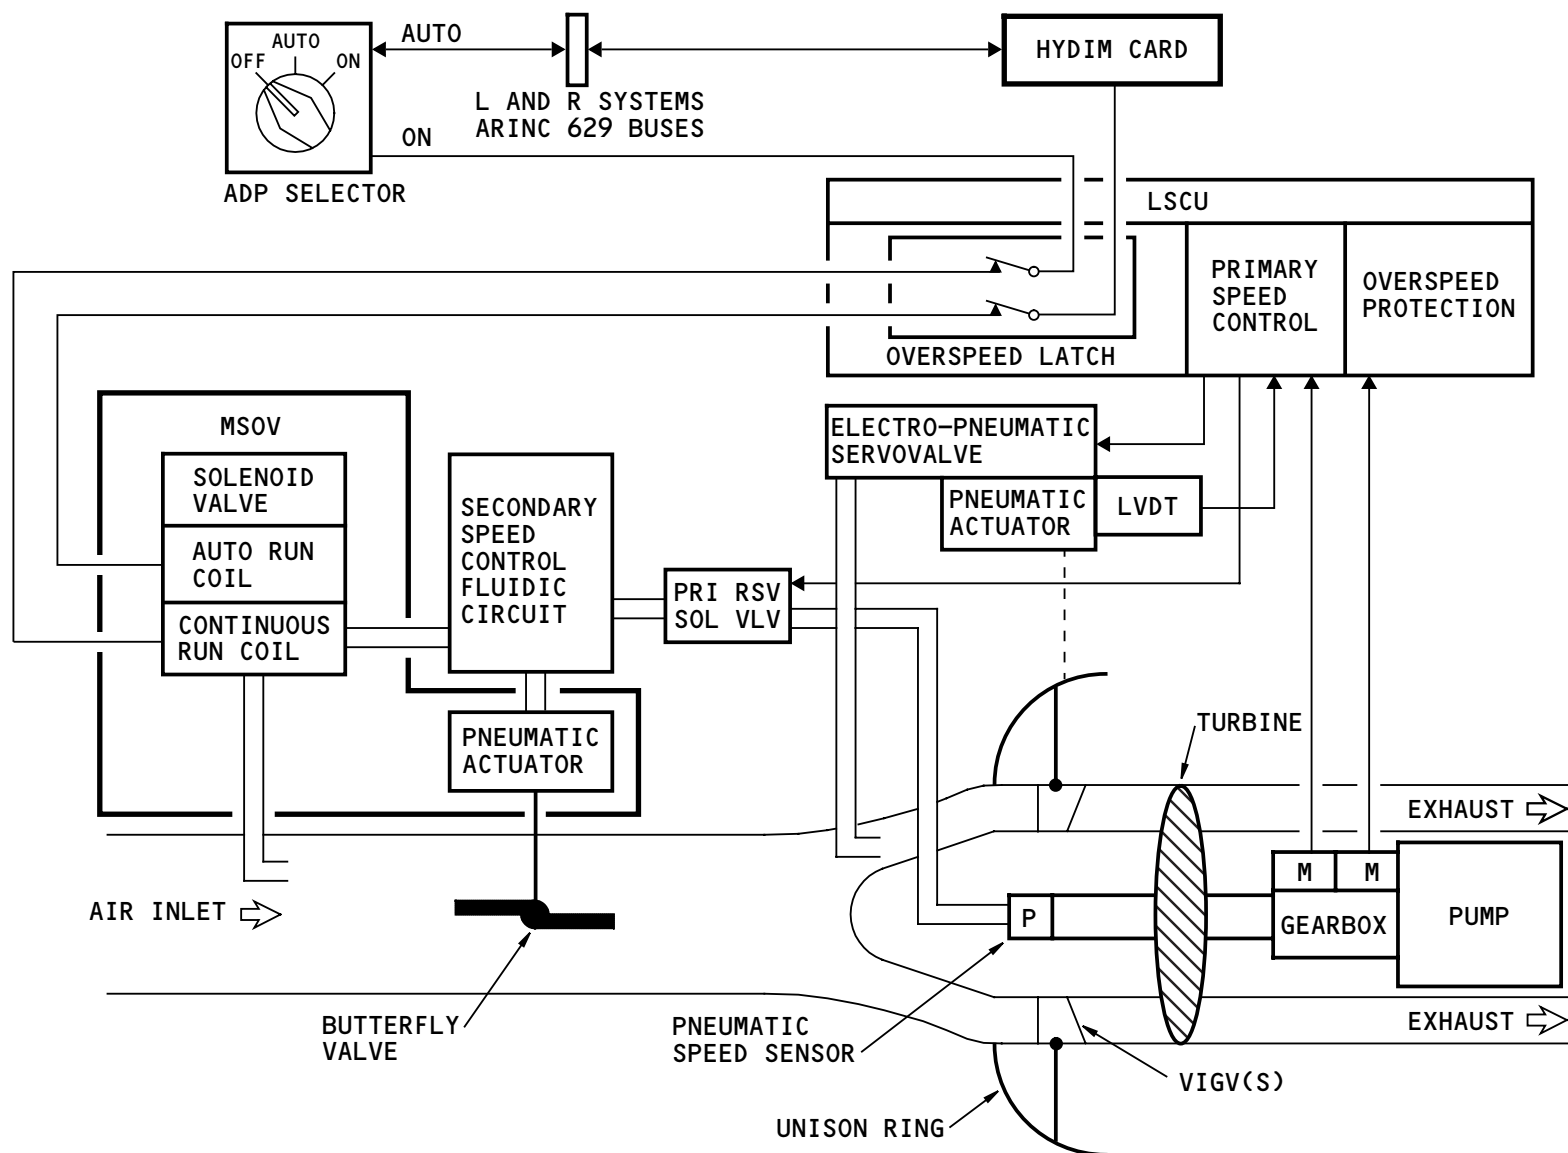 AUTO
OFF
ON
AUTO
ON
ADP SELECTOR
L AND R SYSTEMS
ARINC 629 BUSES
HYDIM CARD
LSCU
OVERSPEED LATCH
PRIMARY
SPEED
CONTROL
OVERSPEED
PROTECTION
MSOV
SOLENOID
VALVE
AUTO RUN
COIL
CONTINUOUS
RUN COIL
SECONDARY
SPEED
CONTROL
FLUIDIC
CIRCUIT
PNEUMATIC
ACTUATOR
PRI RSV
SOL VLV
ELECTRO-PNEUMATIC
SERVOVALVE
PNEUMATIC
ACTUATOR
LVDT
TURBINE
EXHAUST
M
M
GEARBOX
PUMP
P
AIR INLET
BUTTERFLY
VALVE
PNEUMATIC
SPEED SENSOR
EXHAUST
VIGV(S)
UNISON RING